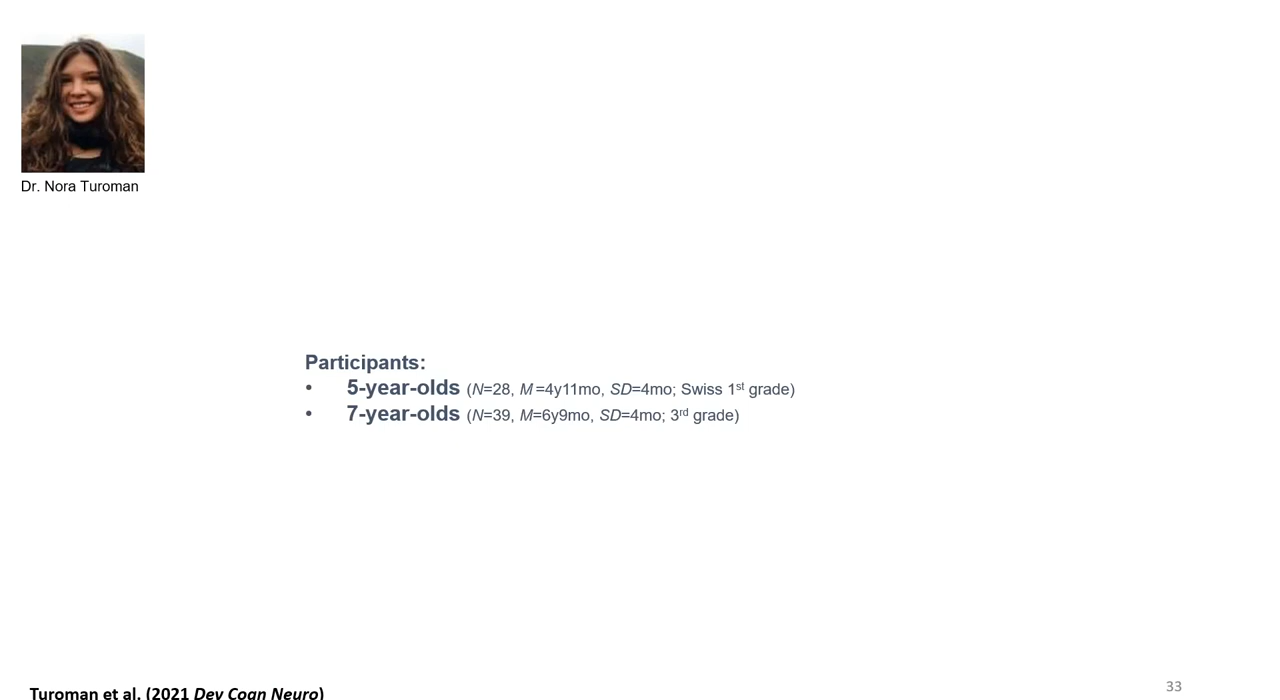 Dr. Nora Turoman
Participants:
• 5-year-olds (N=28, M =4y11mo, SD=4mo; Swiss 1st grade)
• 7-year-olds (N=39, M=6y9mo, SD=4mo; 3rd grade)
Turoman et al. (2021 Dev Cogn Neuro)
33